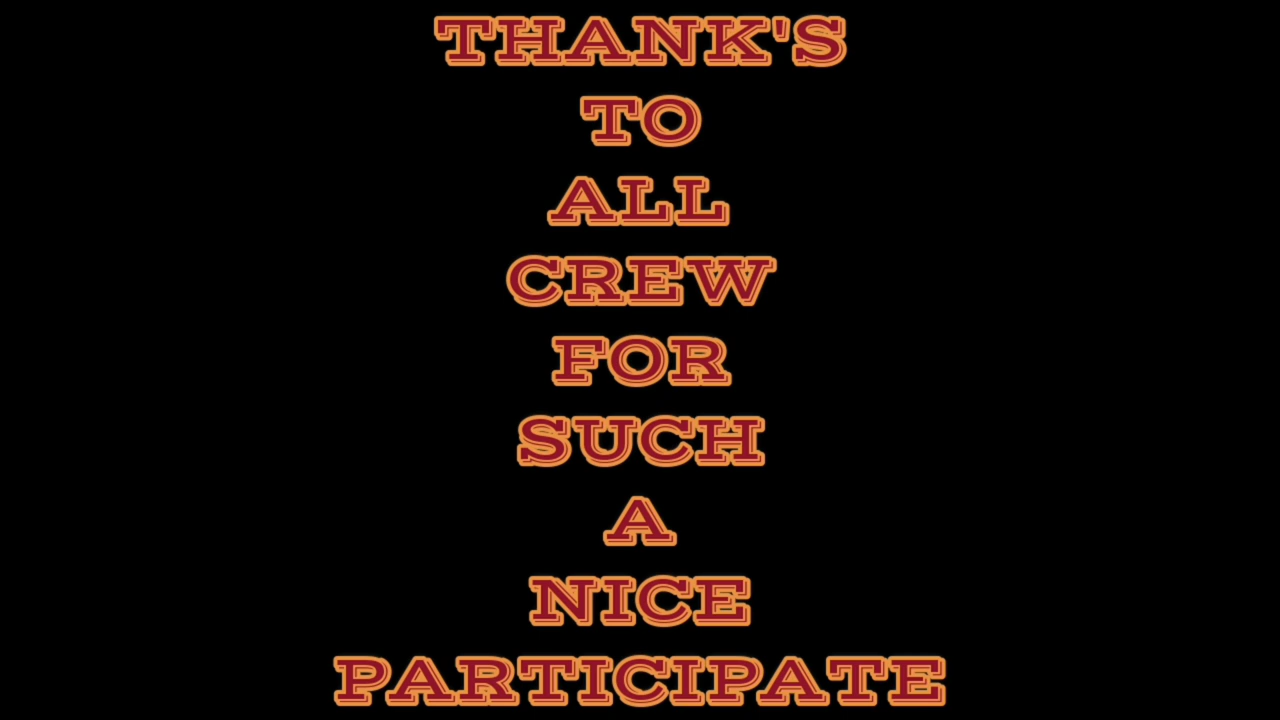 THANK'S
TO
ALL
CREW
FOR
SUCH
A
NICE
PARTICIPATE